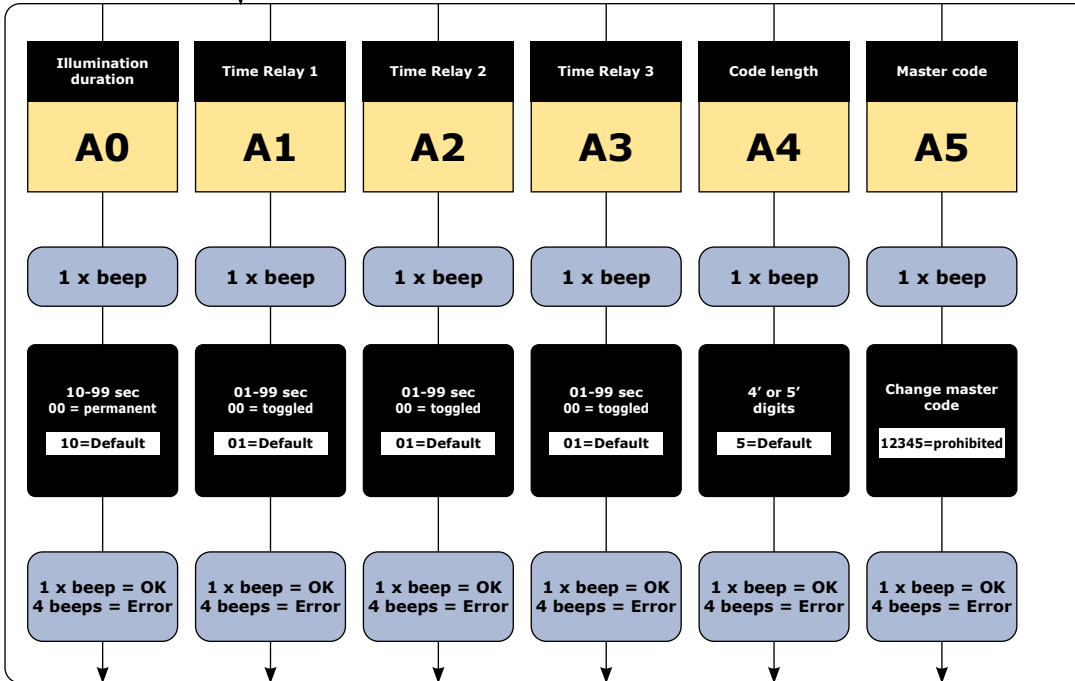 Illumination
duration
Time Relay 1
Time Relay 2
Time Relay 3
Code length
Master code
A0
A1
A2
A3
A4
A5
1 x beep
1 x beep
1 x beep
1 x beep
1 x beep
1 x beep
10-99 sec
00 = permanent
10=Default
01-99 sec
00 = toggled
01=Default
01-99 sec
00 = toggled
01=Default
01-99 sec
00 = toggled
01=Default
4’ or 5’
digits
5=Default
Change master
code
12345=prohibited
1 x beep = OK
4 beeps = Error
1 x beep = OK
4 beeps = Error
1 x beep = OK
4 beeps = Error
1 x beep = OK
4 beeps = Error
1 x beep = OK
4 beeps = Error
1 x beep = OK
4 beeps = Error